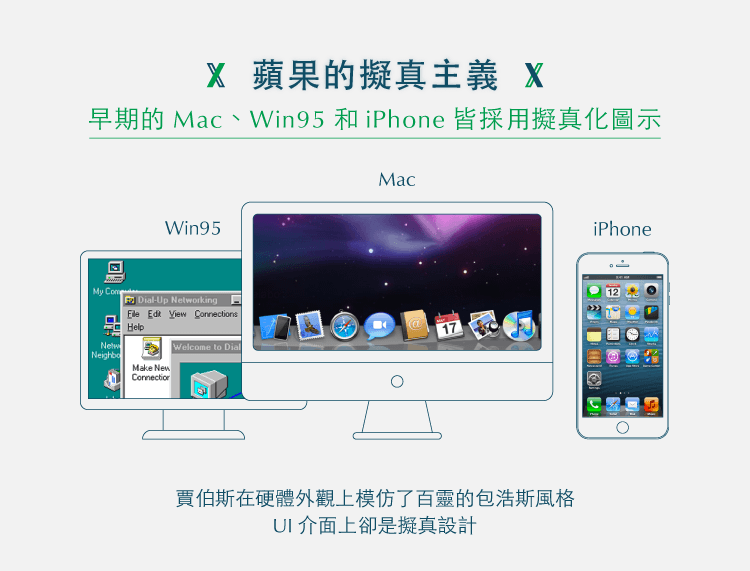 蘋果的擬真主義
早期的 Mac、Win95 和 iPhone 皆採用擬真化圖示
Mac
Win95
iPhone
My Computer
Dial-Up Networking
File Edit View Connections
Help
Welcome to Dial
Make New
Connection
17
12
賈伯斯在硬體外觀上模仿了百靈的包浩斯風格
UI 介面上卻是擬真設計